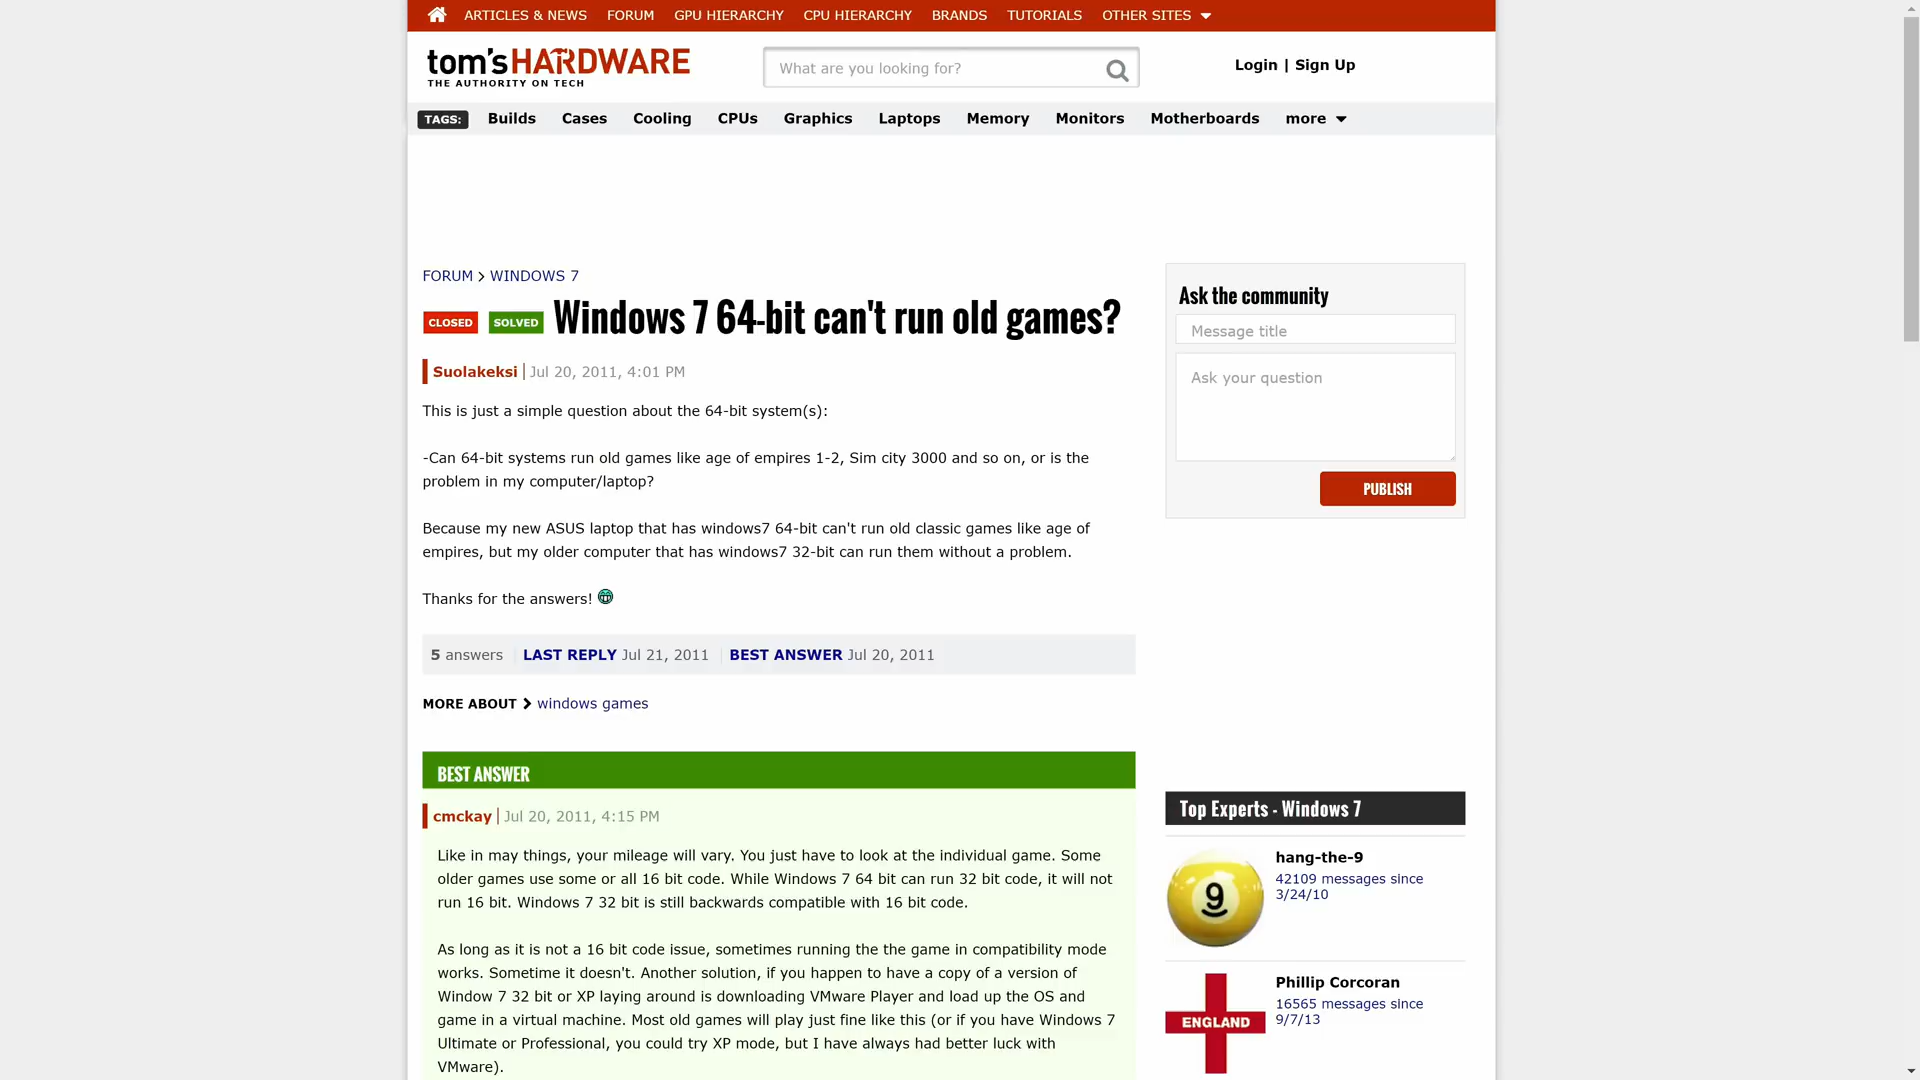 ARTICLES & NEWS FORUM GPU HIERARCHY CPU HIERARCHY BRANDS TUTORIALS OTHER SITES
tom's HARDWARE
THE AUTHORITY ON TECH
What are you looking for?
Login | Sign Up
TAGS: Builds Cases Cooling CPUs Graphics Laptops Memory Monitors Motherboards more
FORUM > WINDOWS 7
CLOSED SOLVED Windows 7 64-bit can't run old games?
Suolakeksi | Jul 20, 2011, 4:01 PM
This is just a simple question about the 64-bit system(s):
-Can 64-bit systems run old games like age of empires 1-2, Sim city 3000 and so on, or is the
problem in my computer/laptop?
Because my new ASUS laptop that has windows7 64-bit can't run old classic games like age of
empires, but my older computer that has windows7 32-bit can run them without a problem.
Thanks for the answers!
5 answers LAST REPLY Jul 21, 2011 BEST ANSWER Jul 20, 2011
MORE ABOUT > windows games
BEST ANSWER
cmckay | Jul 20, 2011, 4:15 PM
Like in may things, your mileage will vary. You just have to look at the individual game. Some
older games use some or all 16 bit code. While Windows 7 64 bit can run 32 bit code, it will not
run 16 bit. Windows 7 32 bit is still backwards compatible with 16 bit code.
As long as it is not a 16 bit code issue, sometimes running the the game in compatibility mode
works. Sometime it doesn't. Another solution, if you happen to have a copy of a version of
Window 7 32 bit or XP laying around is downloading VMware Player and load up the OS and
game in a virtual machine. Most old games will play just fine like this (or if you have Windows 7
Ultimate or Professional, you could try XP mode, but I have always had better luck with
VMware).
Ask the community
Message title
Ask your question
PUBLISH
Top Experts - Windows 7
9
hang-the-9
42109 messages since
3/24/10
ENGLAND
Phillip Corcoran
16565 messages since
9/7/13